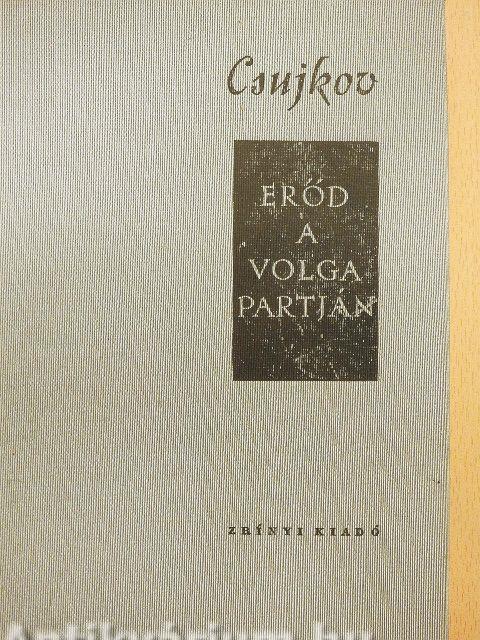 Csujkov
ERŐD
A
VOLGA
PARTJÁN
ZRÍNYI KIADÓ